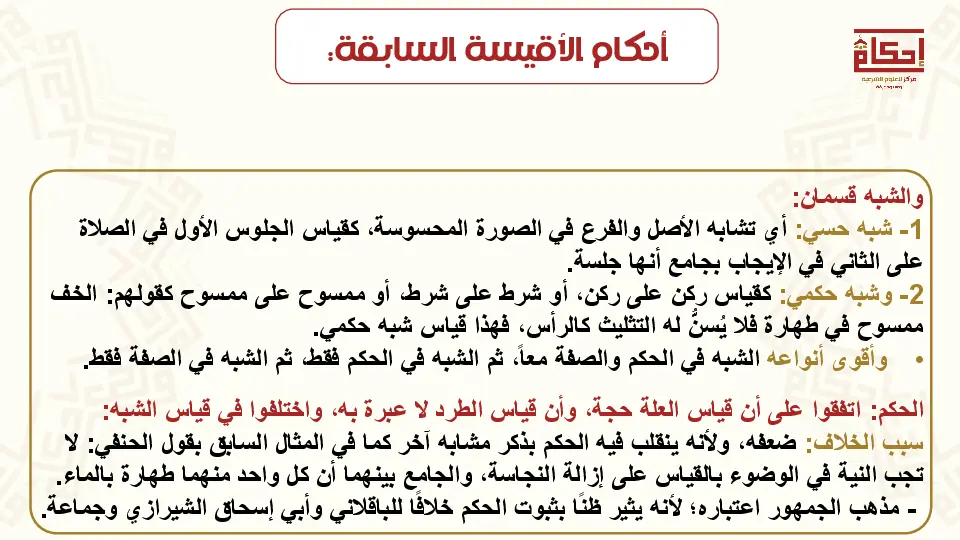 أحكام الأقيسة السابقة:
إحكام
مركز للعلوم الشرعية
والشبه قسمان:
1- شبه حسي: أي تشابه الأصل والفرع في الصورة المحسوسة، كقياس الجلوس الأول في الصلاة
على الثاني في الإيجاب بجامع أنها جلسة.
2- وشبه حكمي: كقياس ركن على ركن، أو شرط على شرط، أو ممسوح على ممسوح كقولهم: الخف
ممسوح في طهارة فلا يُسنُّ له التثليث كالرأس، فهذا قياس شبه حكمي.
• وأقوى أنواعه الشبه في الحكم والصفة معاً، ثم الشبه في الحكم فقط، ثم الشبه في الصفة فقط.
الحكم: اتفقوا على أن قياس العلة حجة، وأن قياس الطرد لا عبرة به، واختلفوا في قياس الشبه:
سبب الخلاف: ضعفه، ولأنه ينقلب فيه الحكم بذكر مشابه آخر كما في المثال السابق بقول الحنفي: لا
تجب النية في الوضوء بالقياس على إزالة النجاسة، والجامع بينهما أن كل واحد منهما طهارة بالماء.
- مذهب الجمهور اعتباره؛ لأنه يثير ظنًا بثبوت الحكم خلافًا للباقلاني وأبي إسحاق الشيرازي وجماعة.